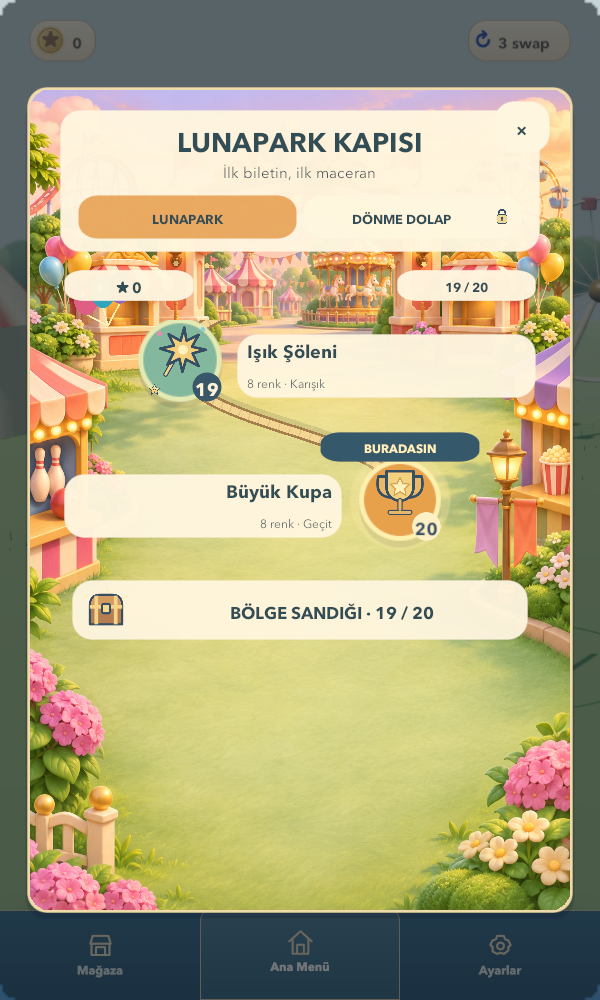 0
3 swap
LUNAPARK KAPISI
×
İlk biletin, ilk maceran
LUNAPARK
DÖNME DOLAP
★ 0
19 / 20
Işık Şöleni
8 renk · Karışık
19
BURADASIN
Büyük Kupa
8 renk · Geçit
20
BÖLGE SANDIĞI · 19 / 20
Mağaza
Ana Menü
Ayarlar